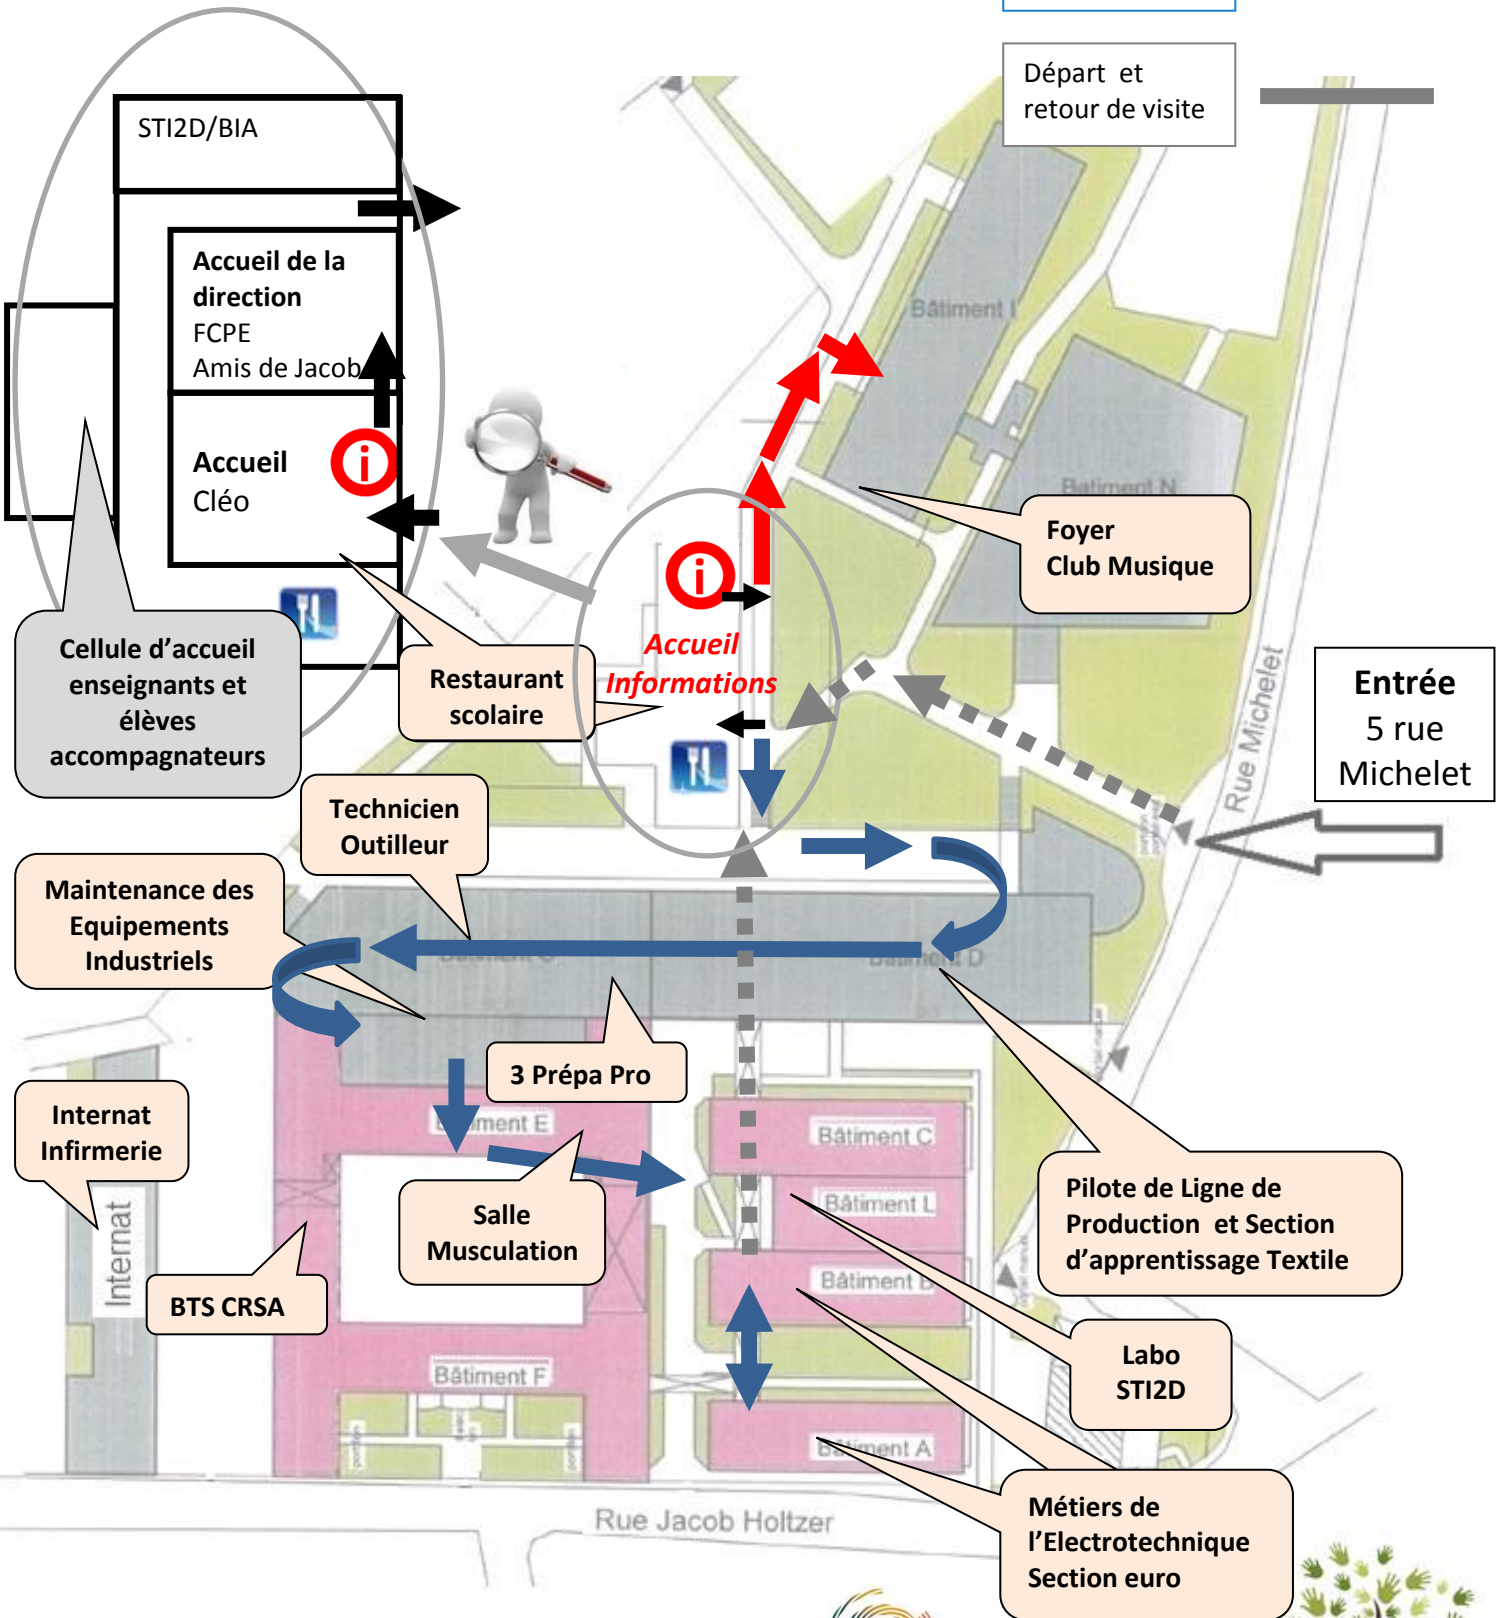 Départ et
retour de visite
STI2D/BIA
Accueil de la
direction
FCPE
Amis de Jacob
Accueil
Cléo
Bâtiment I
Batiment N
Foyer
Club Musique
Cellule d'accueil
enseignants et
élèves
accompagnateurs
Restaurant
scolaire
Accueil
Informations
Rue Michelet
Entrée
5 rue
Michelet
Technicien
Outilleur
Maintenance des
Equipements
Industriels
Bâtiment D
3 Prépa Pro
Internat
Infirmerie
Bâtiment E
Bâtiment C
Salle
Musculation
Bâtiment L
Pilote de Ligne de
Production et Section
d'apprentissage Textile
Internat
BTS CRSA
Bâtiment B
Labo
STI2D
Bâtiment F
Bâtiment A
Métiers de
l'Electrotechnique
Section euro
Rue Jacob Holtzer